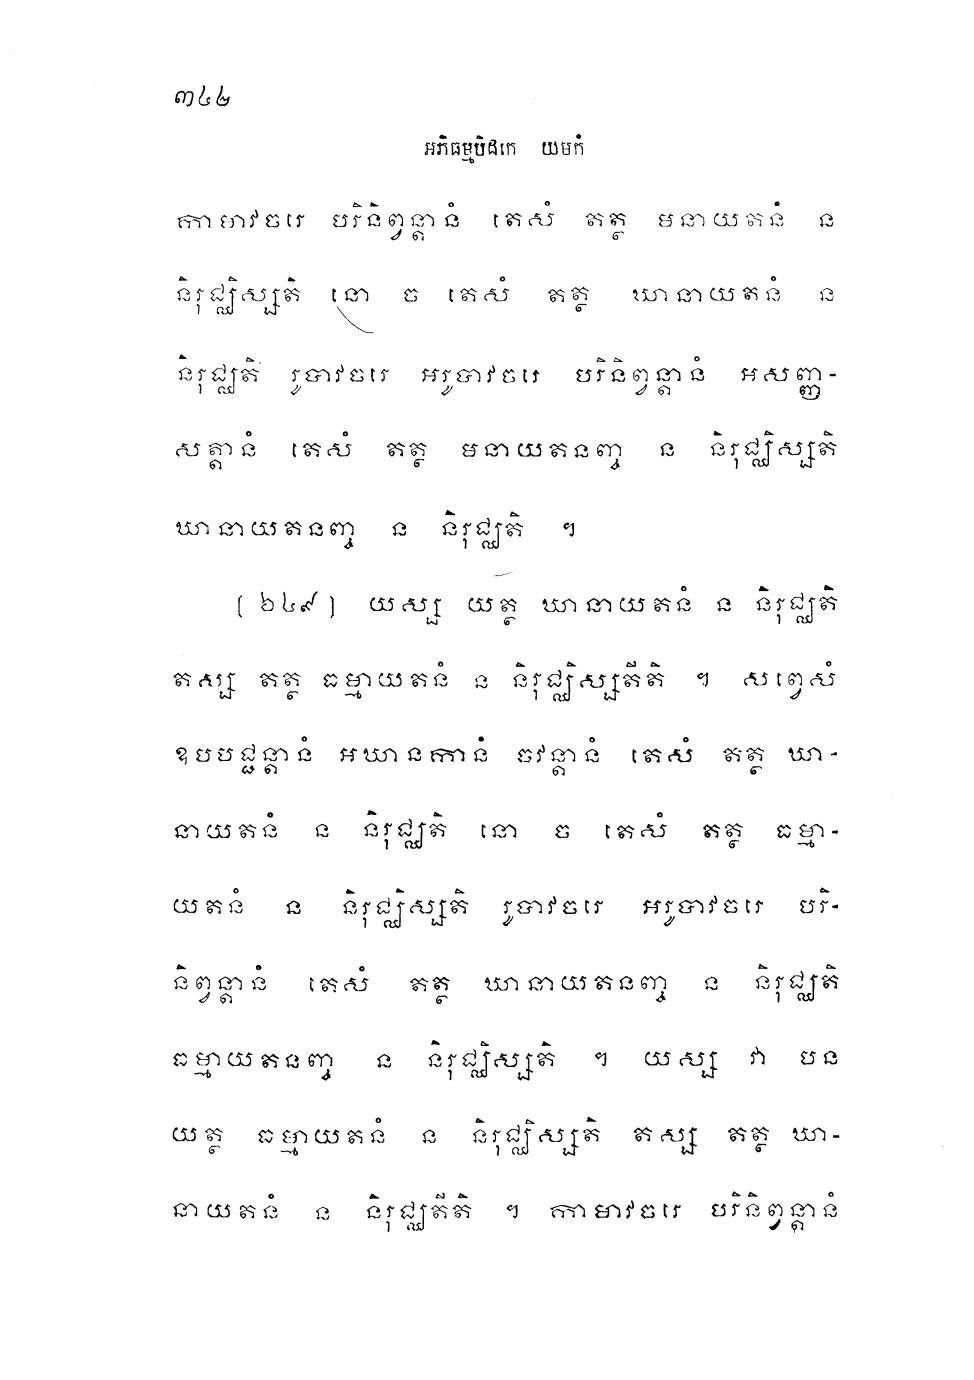 ៣៤២
អភិធម្មបិដកេ យមកំ
កាមាវចរេ បរិនិព្វន្តានំ តេសំ តត្ថ មនាយតនំ ន
និរុជ្ឈិស្សតិ នោ ច តេសំ តត្ថ ឃានាយតនំ ន
និរុជ្ឈតិ រូបាវចរេ អរូបាវចរេ បរិនិព្វន្តានំ អសញ្ញ-
សត្តានំ តេសំ តត្ថ មនាយតនញ្ច ន និរុជ្ឈិស្សតិ
ឃានាយតនញ្ច ន និរុជ្ឈតិ ។
(៦៤៩) យស្ស យត្ថ ឃានាយតនំ ន និរុជ្ឈតិ
តស្ស តត្ថ ធម្មាយតនំ ន និរុជ្ឈិស្សតីតិ ។ សព្វេសំ
ឧបបជ្ជន្តានំ អឃានកានំ ចវន្តានំ តេសំ តត្ថ ឃា-
នាយតនំ ន និរុជ្ឈតិ នោ ច តេសំ តត្ថ ធម្មា-
យតនំ ន និរុជ្ឈិស្សតិ រូបាវចរេ អរូបាវចរេ បរិ-
និព្វន្តានំ តេសំ តត្ថ ឃានាយតនញ្ច ន និរុជ្ឈតិ
ធម្មាយតនញ្ច ន និរុជ្ឈិស្សតិ ។ យស្ស វា បន
យត្ថ ធម្មាយតនំ ន និរុជ្ឈិស្សតិ តស្ស តត្ថ ឃា-
នាយតនំ ន និរុជ្ឈតីតិ ។ កាមាវចរេ បរិនិព្វន្តានំ